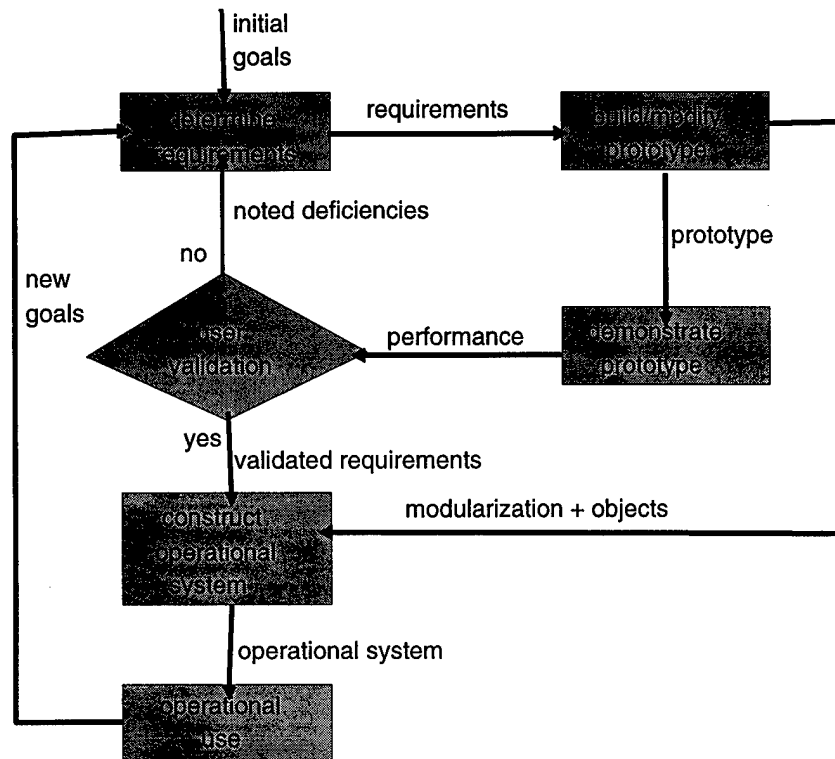 initial
goals
determine
requirements
requirements
build/modify
prototype
noted deficiencies
no
prototype
new
goals
user
validation
performance
demonstrate
prototype
yes
validated requirements
construct
operational
system
modularization + objects
operational system
operational
use